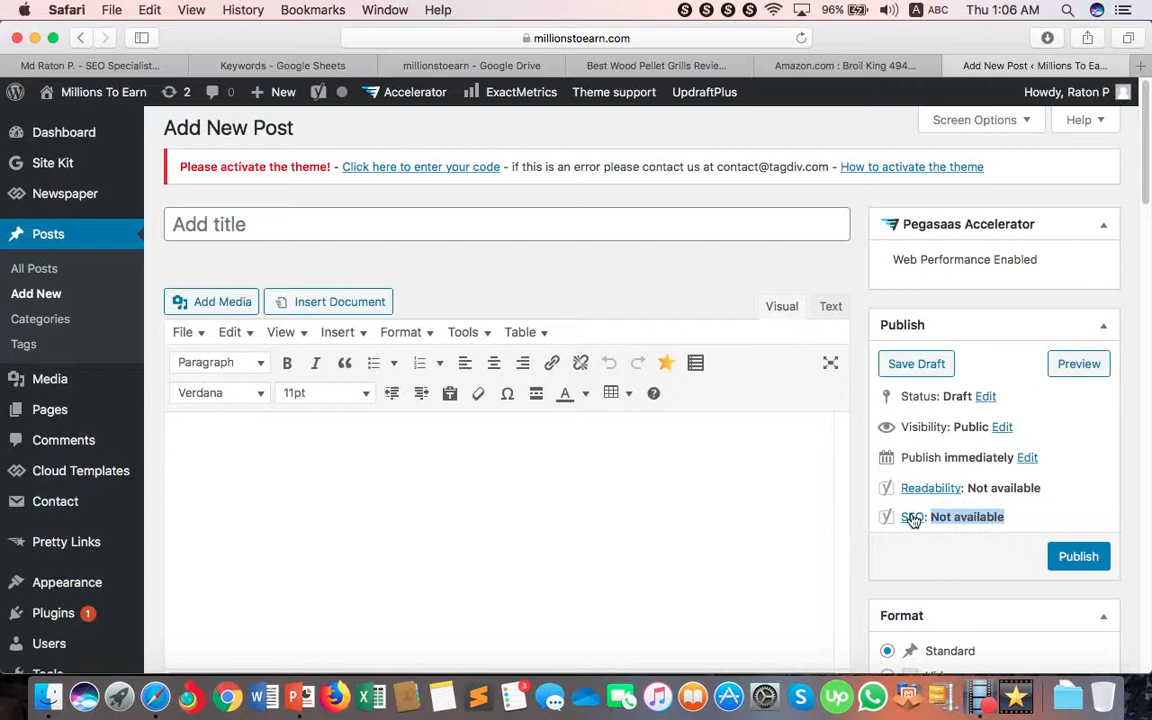 Safari File Edit View History Bookmarks Window Help 96% A ABC Thu 1:06 AM
millionstoearn.com
Md Raton P. - SEO Specialist... Keywords - Google Sheets millionstoearn - Google Drive Best Wood Pellet Grills Revie... Amazon.com : Broil King 494... Add New Post ‹ Millions To Ea...
Millions To Earn 2 0 New Accelerator ExactMetrics Theme support UpdraftPlus Howdy, Raton P
Dashboard
Site Kit
Newspaper
Posts
All Posts
Add New
Categories
Tags
Media
Pages
Comments
Cloud Templates
Contact
Pretty Links
Appearance
Plugins 1
Users
Screen Options Help
Add New Post
Please activate the theme! - Click here to enter your code - if this is an error please contact us at contact@tagdiv.com - How to activate the theme
Add title
Add Media Insert Document Visual Text
File Edit View Insert Format Tools Table
Paragraph B I
Verdana 11pt
Pegasaas Accelerator
Web Performance Enabled
Publish
Save Draft Preview
Status: Draft Edit
Visibility: Public Edit
Publish immediately Edit
Readability: Not available
SEO: Not available
Publish
Format
Standard
3